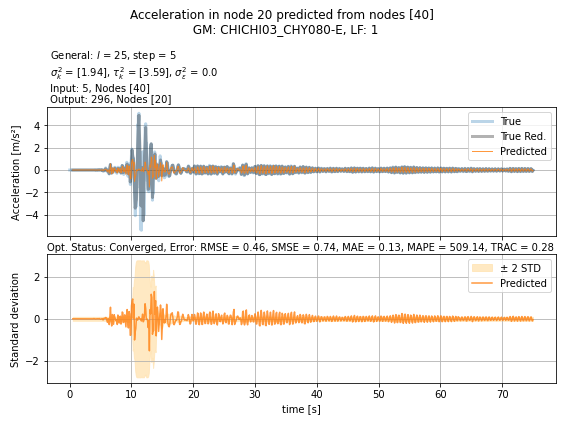 Acceleration in node 20 predicted from nodes [40]
GM: CHICHI03_CHY080-E, LF: 1
General: l = 25, step = 5
σ²ₖ = [1.94], τ²ₖ = [3.59], σ²ε = 0.0
Input: 5, Nodes [40]
Output: 296, Nodes [20]
Acceleration [m/s²]
4
2
0
−2
−4
True
True Red.
Predicted
Opt. Status: Converged, Error: RMSE = 0.46, SMSE = 0.74, MAE = 0.13, MAPE = 509.14, TRAC = 0.28
Standard deviation
2
0
−2
± 2 STD
Predicted
0 10 20 30 40 50 60 70
time [s]